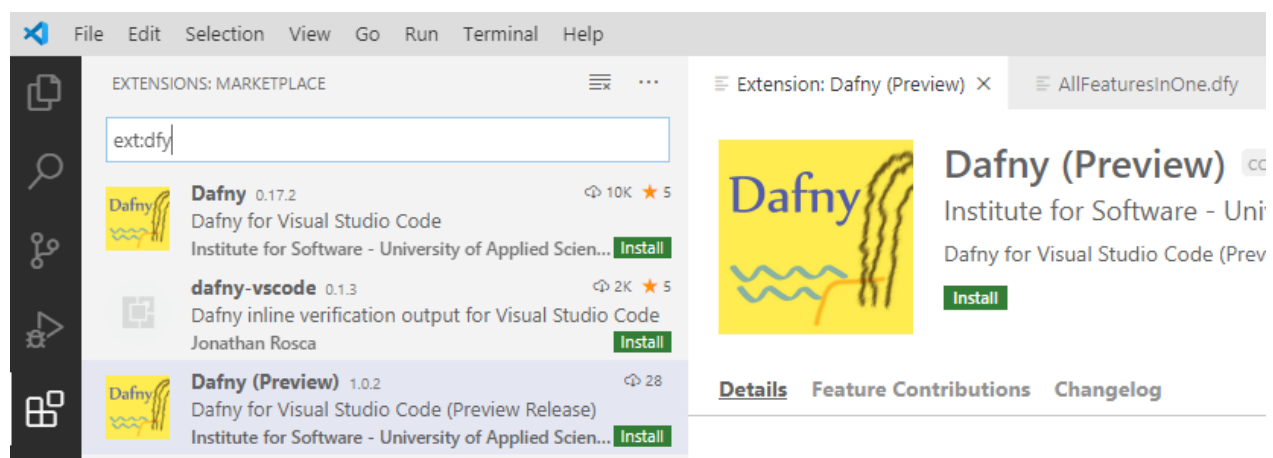 File Edit Selection View Go Run Terminal Help
EXTENSIONS: MARKETPLACE
ext:dfy
Dafny
Dafny 0.17.2 10K 5
Dafny for Visual Studio Code
Institute for Software - University of Applied Scien... Install
dafny-vscode 0.1.3 2K 5
Dafny inline verification output for Visual Studio Code
Jonathan Rosca Install
Dafny
Dafny (Preview) 1.0.2 28
Dafny for Visual Studio Code (Preview Release)
Institute for Software - University of Applied Scien... Install
Extension: Dafny (Preview) AllFeaturesInOne.dfy
Dafny
Dafny (Preview)
Institute for Software - Uni
Dafny for Visual Studio Code (Prev
Install
Details Feature Contributions Changelog